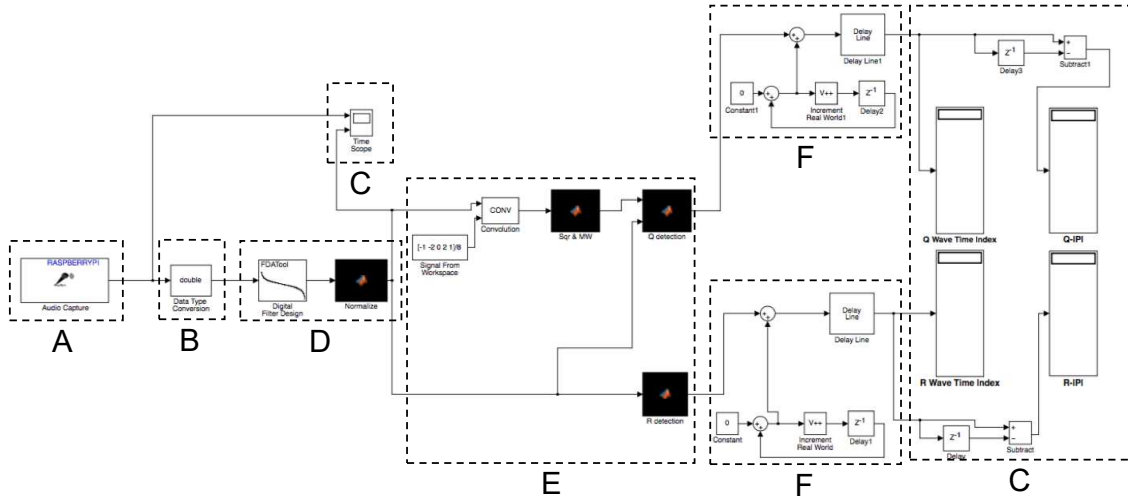 RASPBERRYPI
Audio Capture
A
double
Data Type
Conversion
B
FDATool
Digital
Filter Design
Normalize
D
Time
Scope
C
CONV
Convolution
[-1 -2 0 2 1]/8
Signal From
Workspace
Sqr & MW
Q detection
R detection
E
+
+
Delay
Line
Delay Line1
0
Constant1
+
+
V++
Increment
Real World1
Z-1
Delay2
F
+
+
Delay
Line
Delay Line
0
Constant
+
+
V++
Increment
Real World
Z-1
Delay1
F
Z-1
Delay3
+
−
Subtract1
Q Wave Time Index
Q-IPI
R Wave Time Index
R-IPI
Z-1
Delay
+
−
Subtract
C